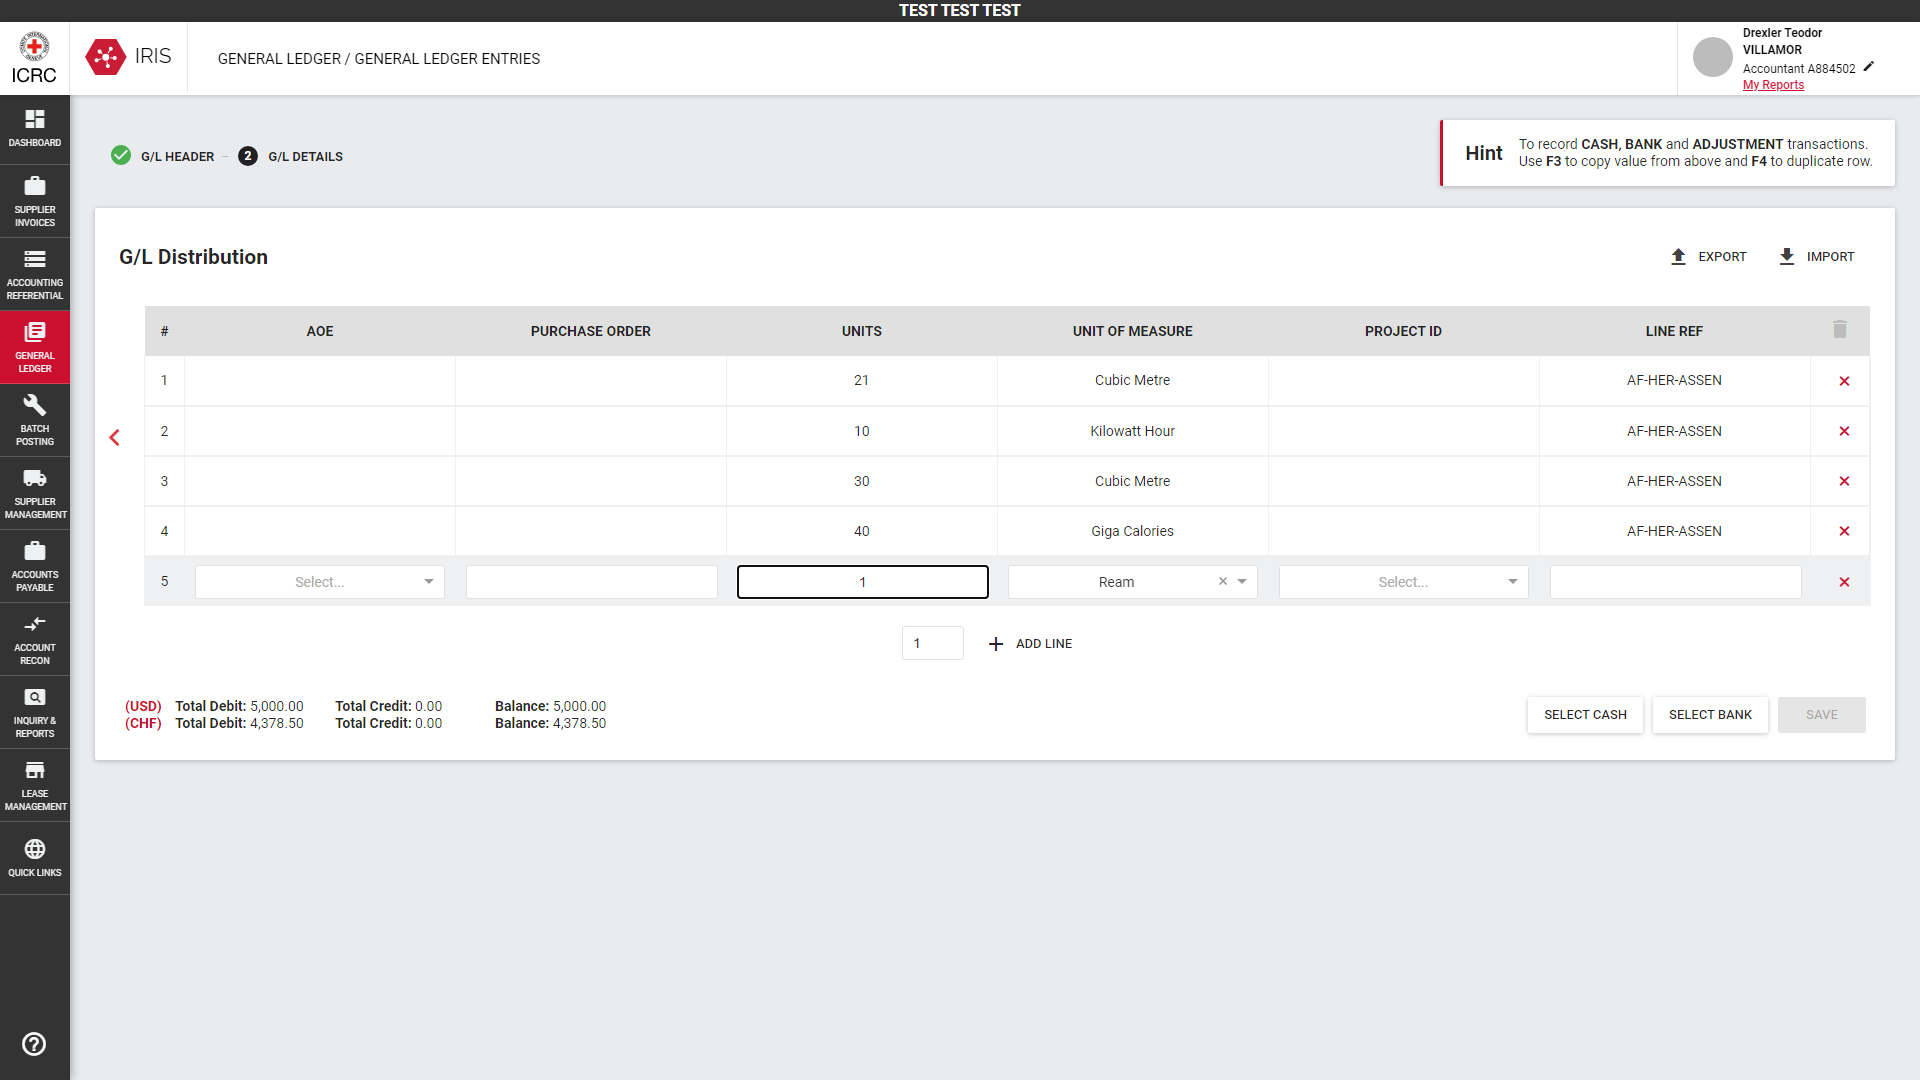 TEST TEST TEST
ICRC
IRIS
GENERAL LEDGER / GENERAL LEDGER ENTRIES
Drexler Teodor
VILLAMOR
Accountant A884502
My Reports
DASHBOARD
SUPPLIER
INVOICES
ACCOUNTING
REFERENTIAL
GENERAL
LEDGER
BATCH
POSTING
SUPPLIER
MANAGEMENT
ACCOUNTS
PAYABLE
ACCOUNT
RECON
INQUIRY &
REPORTS
LEASE
MANAGEMENT
QUICK LINKS
G/L HEADER – 2 G/L DETAILS
Hint
To record CASH, BANK and ADJUSTMENT transactions.
Use F3 to copy value from above and F4 to duplicate row.
G/L Distribution
EXPORT IMPORT
# AOE PURCHASE ORDER UNITS UNIT OF MEASURE PROJECT ID LINE REF
1 21 Cubic Metre AF-HER-ASSEN
2 10 Kilowatt Hour AF-HER-ASSEN
3 30 Cubic Metre AF-HER-ASSEN
4 40 Giga Calories AF-HER-ASSEN
5 Select... 1 Ream Select...
1 ADD LINE
(USD) Total Debit: 5,000.00 Total Credit: 0.00 Balance: 5,000.00
(CHF) Total Debit: 4,378.50 Total Credit: 0.00 Balance: 4,378.50
SELECT CASH SELECT BANK SAVE